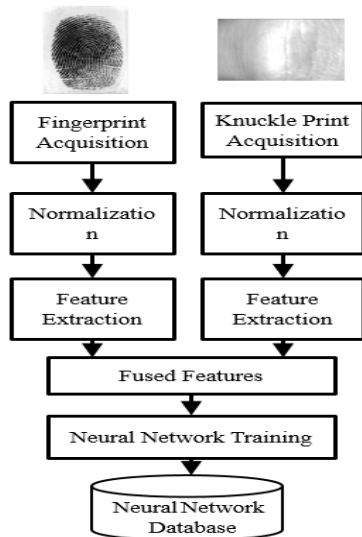 Fingerprint
Acquisition
Knuckle Print
Acquisition
Normalizatio
n
Normalizatio
n
Feature
Extraction
Feature
Extraction
Fused Features
Neural Network Training
Neural Network
Database